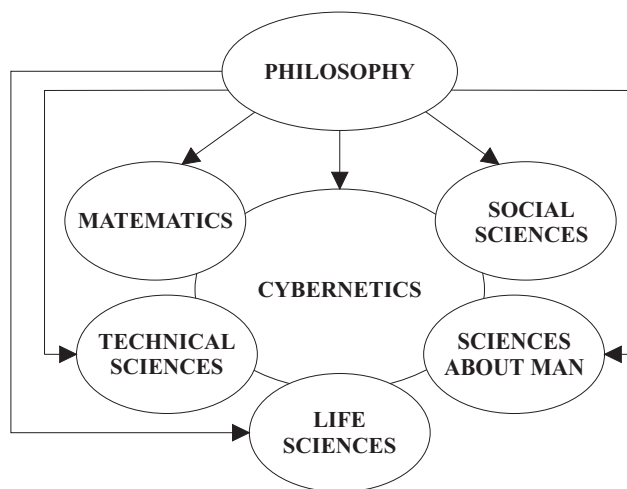 PHILOSOPHY
MATEMATICS
SOCIAL
SCIENCES
CYBERNETICS
TECHNICAL
SCIENCES
SCIENCES
ABOUT MAN
LIFE
SCIENCES